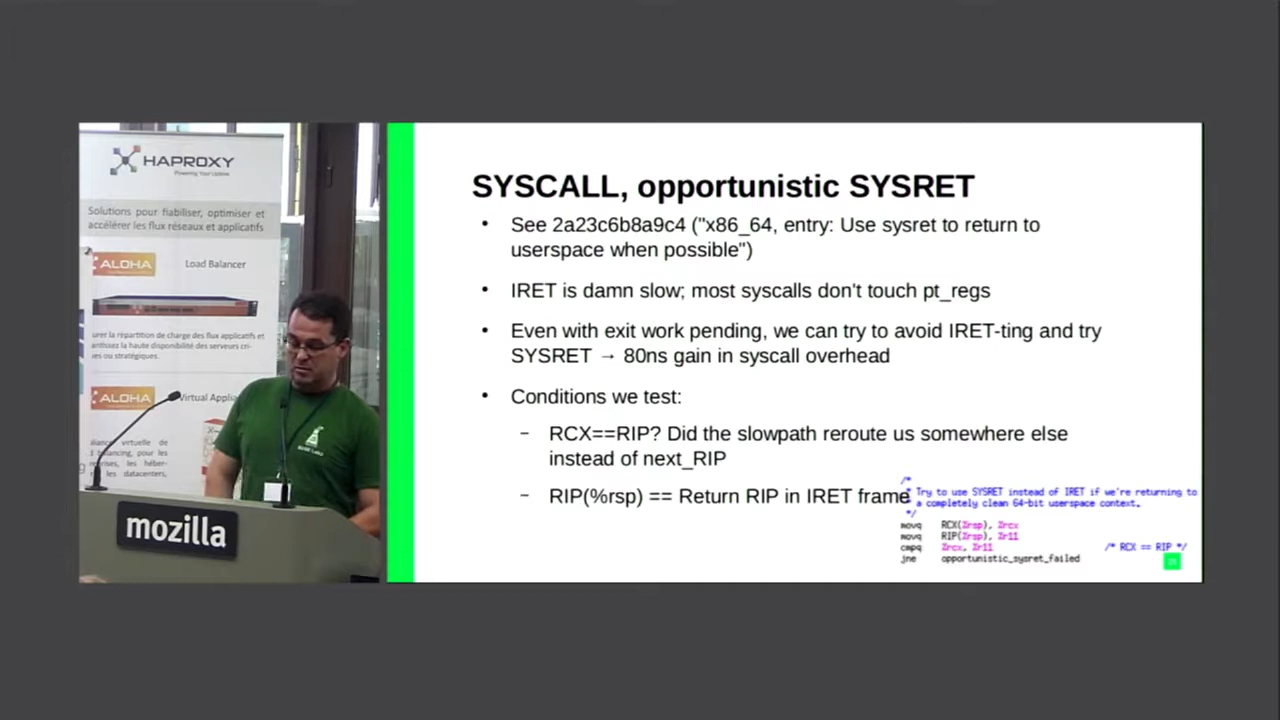 HAPROXY
Powering Your Uptime
Solutions pour fiabiliser, optimiser et
accélérer les flux réseaux et applicatifs
ALOHA
Load Balancer
urer la répartition de charge des flux applicatifs et
antissez la haute disponibilité des serveurs cri-
es ou stratégiques.
ALOHA
Virtual Applia
virtuelle de
balancing, pour les
les héber-
datacenters,
mozilla
SYSCALL, opportunistic SYSRET
• See 2a23c6b8a9c4 ("x86_64, entry: Use sysret to return to
userspace when possible")
• IRET is damn slow; most syscalls don't touch pt_regs
• Even with exit work pending, we can try to avoid IRET-ting and try
SYSRET → 80ns gain in syscall overhead
• Conditions we test:
– RCX==RIP? Did the slowpath reroute us somewhere else
instead of next_RIP
– RIP(%rsp) == Return RIP in IRET frame
/*
* Try to use SYSRET instead of IRET if we're returning to
* a completely clean 64-bit userspace context.
*/
movq RCX(%rsp), %rcx
movq RIP(%rsp), %r11
cmpq %rcx, %r11 /* RCX == RIP */
jne opportunistic_sysret_failed